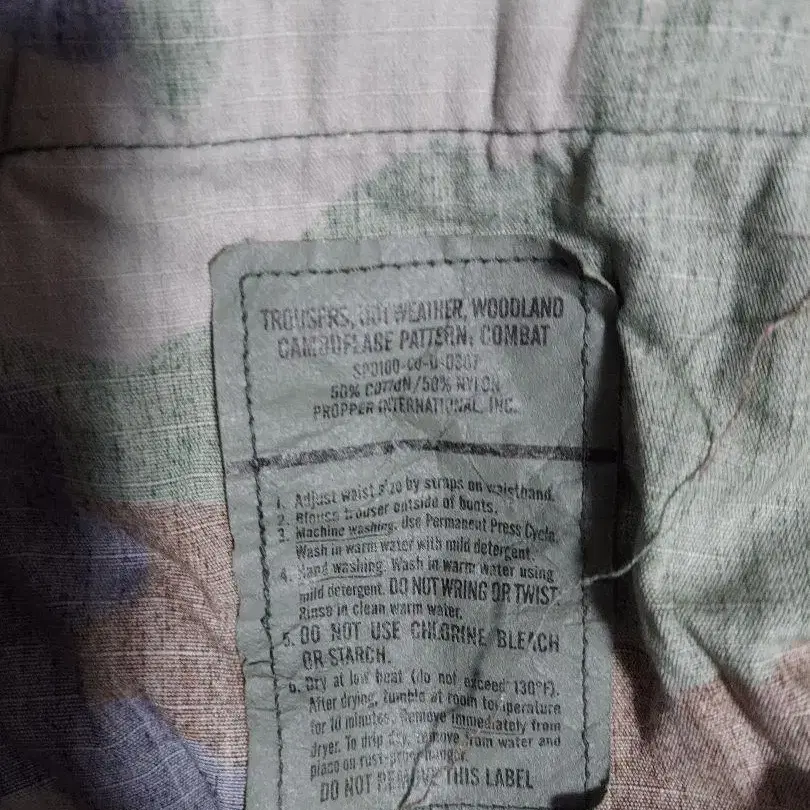 TROUSERS, HOT WEATHER, WOODLAND
CAMOUFLAGE PATTERN: COMBAT
50% COTTON/50% NYLON
PROPPER INTERNATIONAL, INC.
1. Adjust waist size by straps on waistband.
2. Blouse trouser outside of boots.
3. Machine washing. Use Permanent Press Cycle.
Wash in warm water with mild detergent.
4. Hand washing. Wash in warm water using
mild detergent. DO NOT WRING OR TWIST.
Rinse in clean warm water.
5. DO NOT USE CHLORINE BLEACH
OR STARCH.
6. Dry at low heat (do not exceed 130°F).
After drying, tumble at room temperature
for 10 minutes. Remove immediately from
dryer. To drip dry, remove from water and
place on rust-proof hanger.
DO NOT REMOVE THIS LABEL